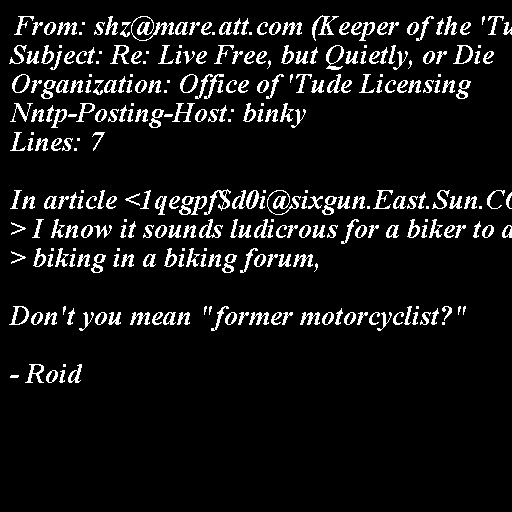 From: shz@mare.att.com (Keeper of the 'Tu
Subject: Re: Live Free, but Quietly, or Die
Organization: Office of 'Tude Licensing
Nntp-Posting-Host: binky
Lines: 7

In article <1qegpf$d0i@sixgun.East.Sun.CO
> I know it sounds ludicrous for a biker to a
> biking in a biking forum,

Don't you mean "former motorcyclist?"

- Roid